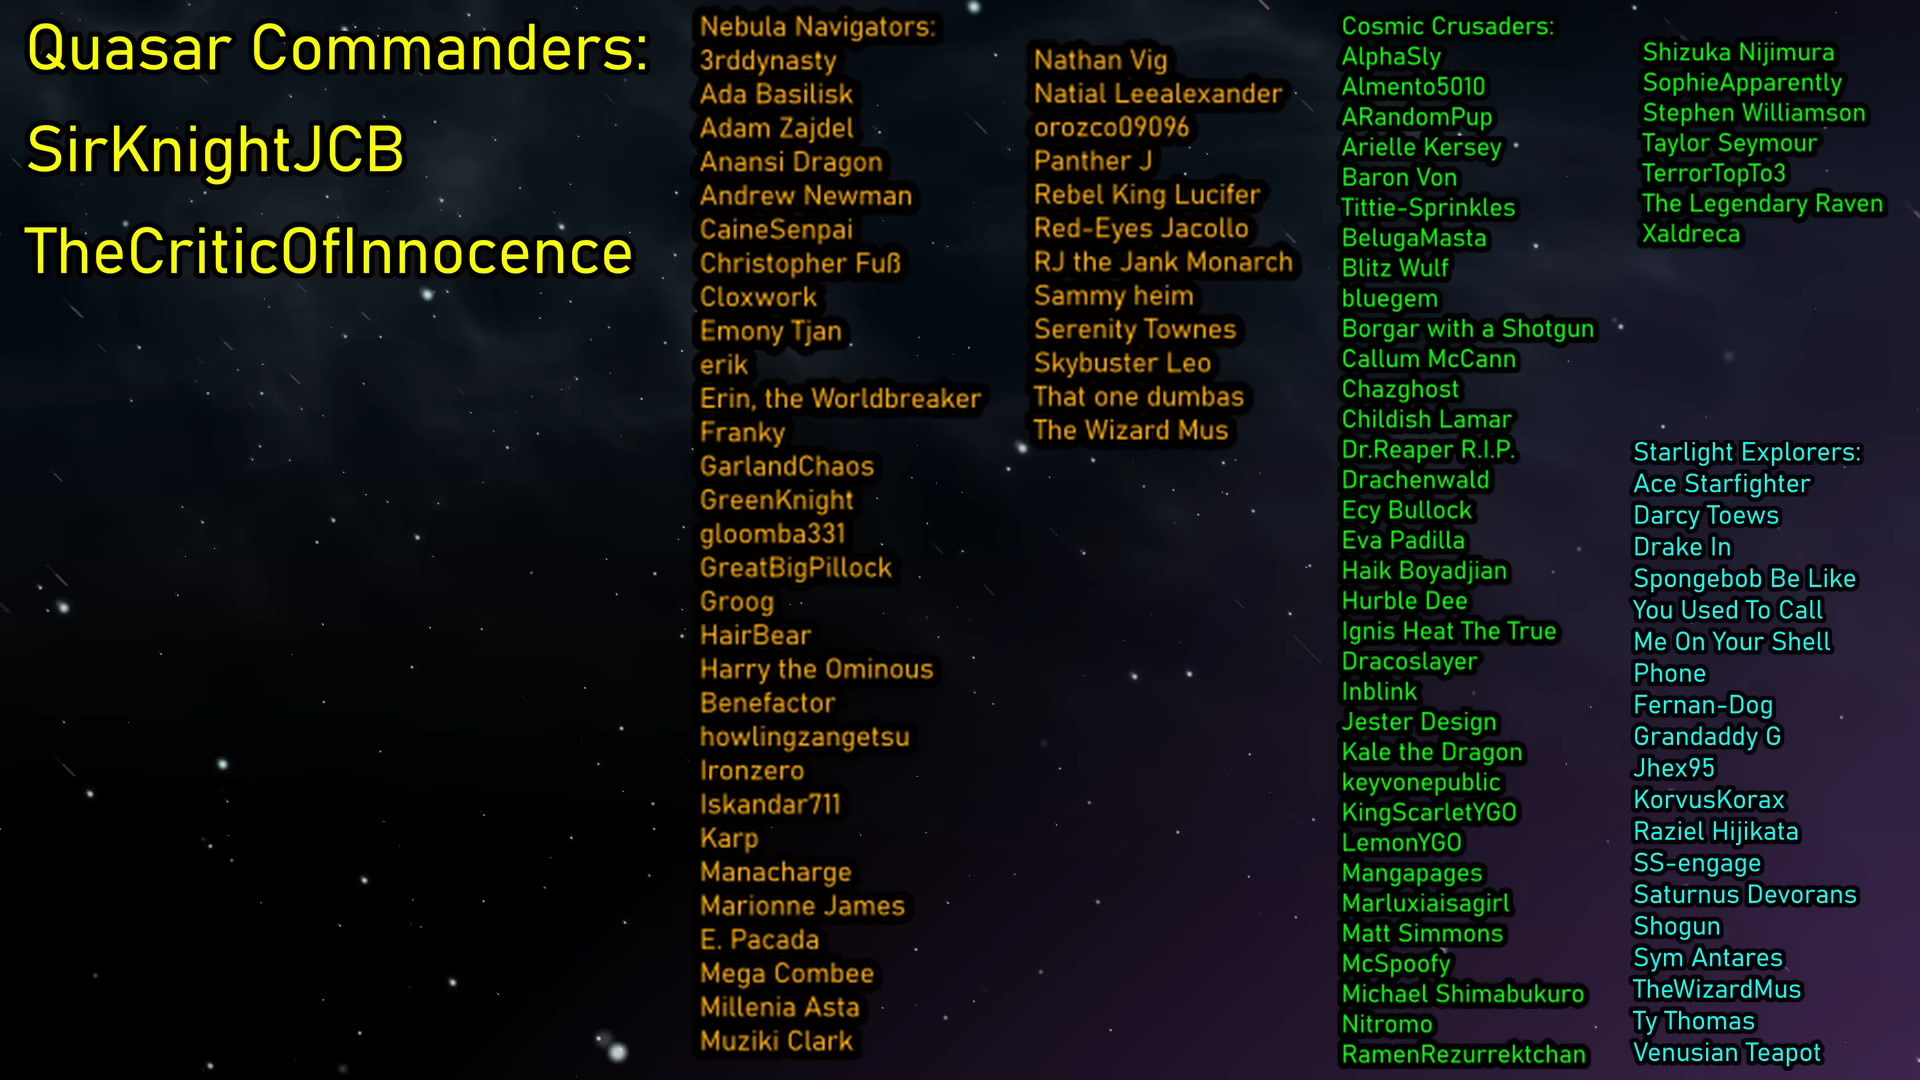 Quasar Commanders:
SirKnightJCB
TheCriticOfInnocence
Nebula Navigators:
3rddynasty
Ada Basilisk
Adam Zajdel
Anansi Dragon
Andrew Newman
CaineSenpai
Christopher Fuß
Cloxwork
Emony Tjan
erik
Erin, the Worldbreaker
Franky
GarlandChaos
GreenKnight
gloomba331
GreatBigPillock
Groog
HairBear
Harry the Ominous
Benefactor
howlingzangetsu
Ironzero
Iskandar711
Karp
Manacharge
Marionne James
E. Pacada
Mega Combee
Millenia Asta
Muziki Clark
Nathan Vig
Natial Leealexander
orozco09096
Panther J
Rebel King Lucifer
Red-Eyes Jacollo
RJ the Jank Monarch
Sammy heim
Serenity Townes
Skybuster Leo
That one dumbas
The Wizard Mus
Cosmic Crusaders:
AlphaSly
Almento5010
ARandomPup
Arielle Kersey
Baron Von
Tittie-Sprinkles
BelugaMasta
Blitz Wulf
bluegem
Borgar with a Shotgun
Callum McCann
Chazghost
Childish Lamar
Dr.Reaper R.I.P.
Drachenwald
Ecy Bullock
Eva Padilla
Haik Boyadjian
Hurble Dee
Ignis Heat The True
Dracoslayer
Inblink
Jester Design
Kale the Dragon
keyvonepublic
KingScarletYGO
LemonYGO
Mangapages
Marluxiaisagirl
Matt Simmons
McSpoofy
Michael Shimabukuro
Nitromo
RamenRezurrektchan
Shizuka Nijimura
SophieApparently
Stephen Williamson
Taylor Seymour
TerrorTopTo3
The Legendary Raven
Xaldreca
Starlight Explorers:
Ace Starfighter
Darcy Toews
Drake In
Spongebob Be Like
You Used To Call
Me On Your Shell
Phone
Fernan-Dog
Grandaddy G
Jhex95
KorvusKorax
Raziel Hijikata
SS-engage
Saturnus Devorans
Shogun
Sym Antares
TheWizardMus
Ty Thomas
Venusian Teapot